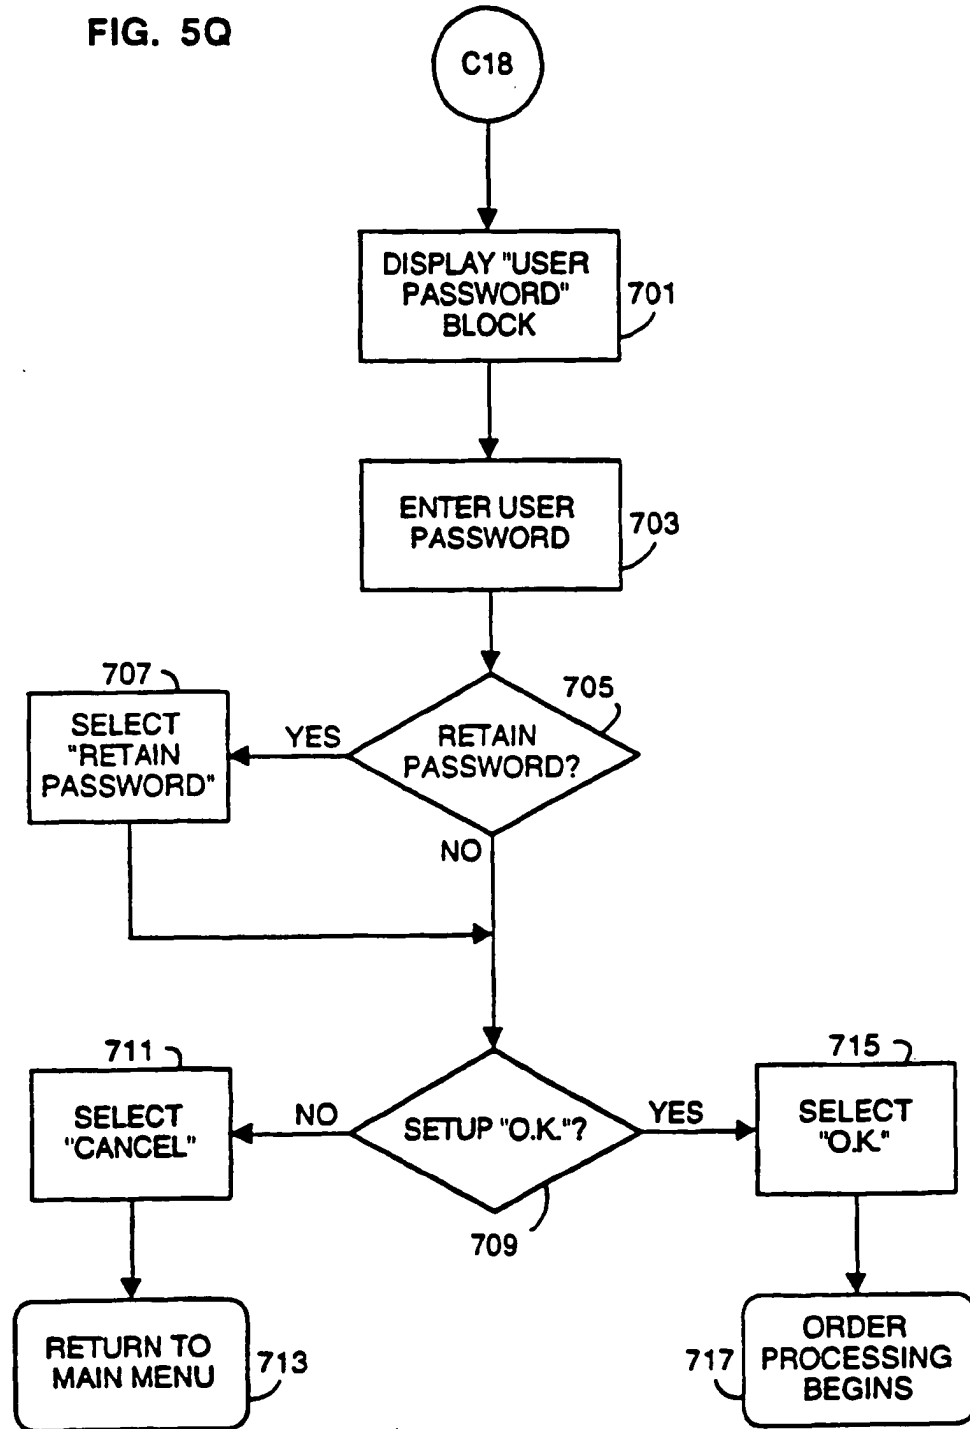 FIG. 5Q
C18
DISPLAY "USER
PASSWORD"
BLOCK
701
ENTER USER
PASSWORD
703
707
SELECT
"RETAIN
PASSWORD"
YES
RETAIN
PASSWORD?
705
NO
711
SELECT
"CANCEL"
NO
SETUP "O.K."?
709
YES
715
SELECT
"O.K."
RETURN TO
MAIN MENU
713
717
ORDER
PROCESSING
BEGINS